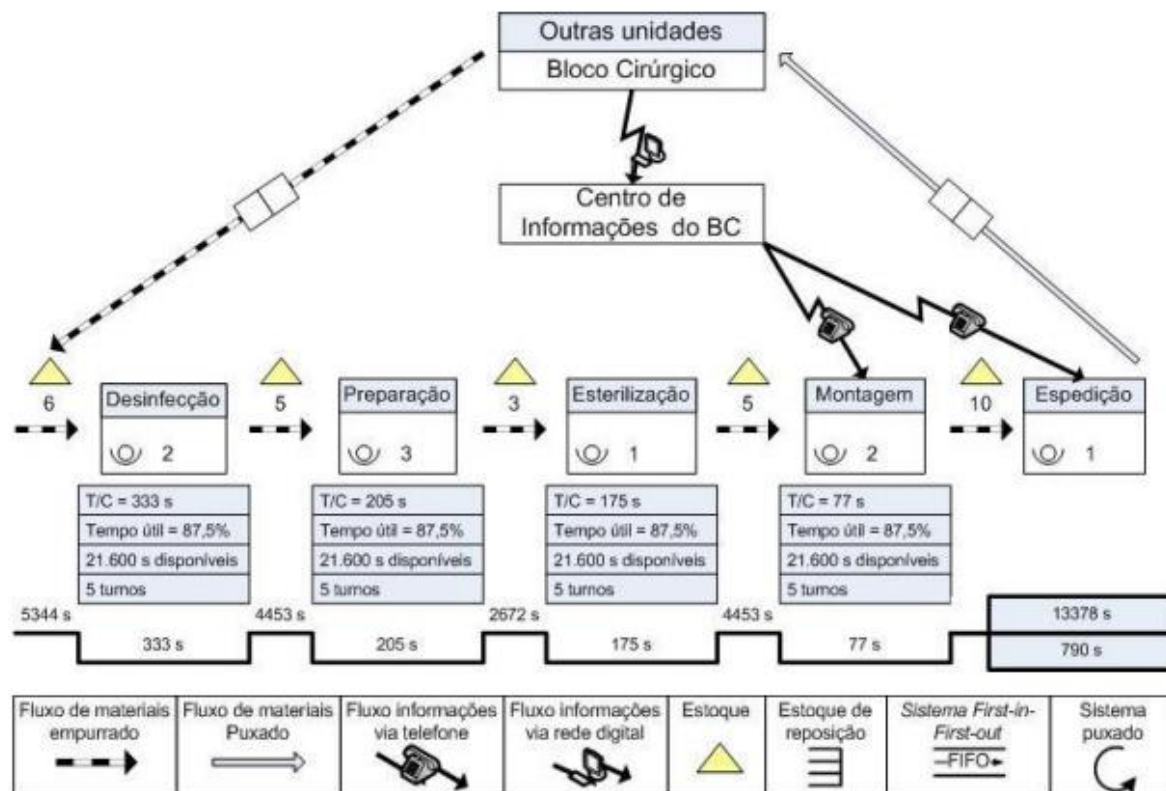 Outras unidades
Bloco Cirúrgico
Centro de
Informações do BC
6
Desinfecção
2
5
Preparação
3
3
Esterilização
1
5
Montagem
2
10
Espedição
1
T/C = 333 s
Tempo útil = 87,5%
21.600 s disponíveis
5 turnos
T/C = 205 s
Tempo útil = 87,5%
21.600 s disponíveis
5 turnos
T/C = 175 s
Tempo útil = 87,5%
21.600 s disponíveis
5 turnos
T/C = 77 s
Tempo útil = 87,5%
21.600 s disponíveis
5 turnos
5344 s
333 s
4453 s
205 s
2672 s
175 s
4453 s
77 s
13378 s
790 s
Fluxo de materiais
empurrado
Fluxo de materiais
Puxado
Fluxo informações
via telefone
Fluxo informações
via rede digital
Estoque
Estoque de
reposição
Sistema First-in-
First-out
FIFO
Sistema
puxado